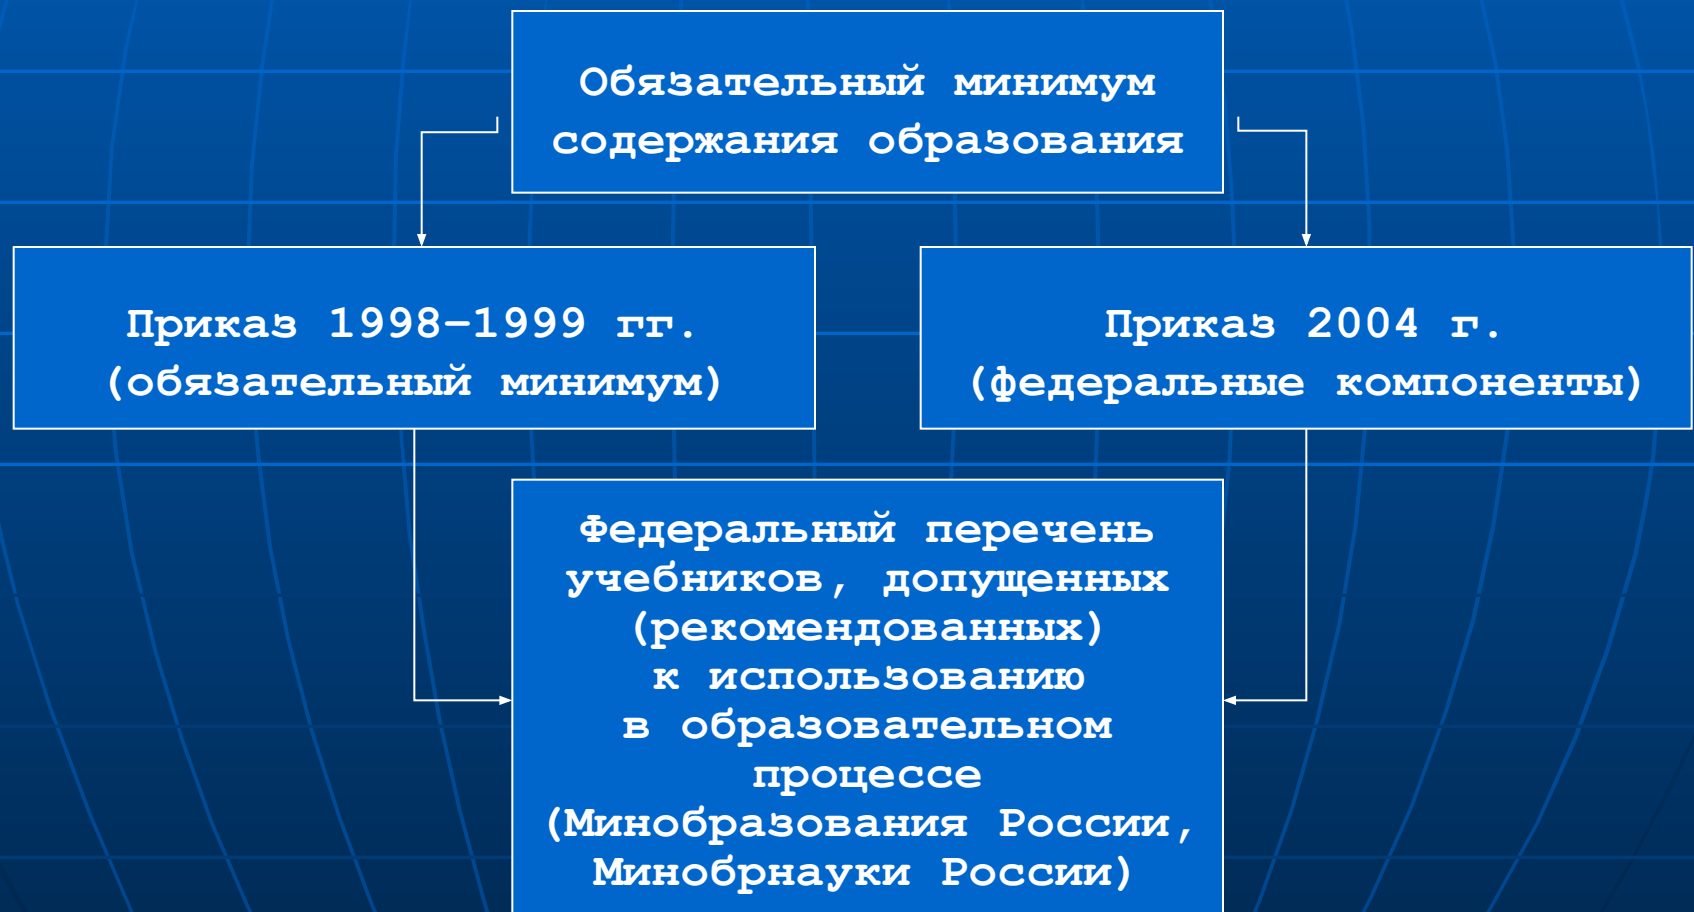 Обязательный минимум
содержания образования
Приказ 1998–1999 гг.
(обязательный минимум)
Приказ 2004 г.
(федеральные компоненты)
Федеральный перечень
учебников, допущенных
(рекомендованных)
к использованию
в образовательном
процессе
(Минобразования России,
Минобрнауки России)